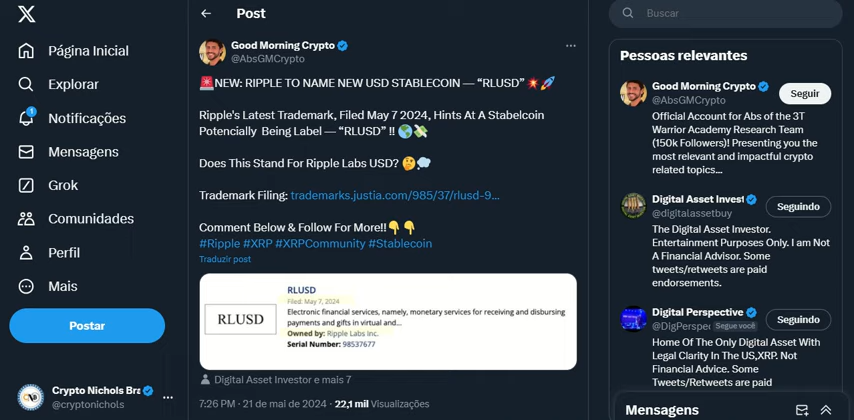 Página Inicial
Explorar
1
Notificações
Mensagens
Grok
Comunidades
Perfil
Mais
Postar
Crypto Nichols Bra
@cryptonichols
Post
Good Morning Crypto
@AbsGMCrypto
🚨NEW: RIPPLE TO NAME NEW USD STABLECOIN — “RLUSD” 💥🚀
Ripple's Latest Trademark, Filed May 7 2024, Hints At A Stabelcoin
Potencially Being Label — “RLUSD” !! 🌎💸
Does This Stand For Ripple Labs USD? 🤔💭
Trademark Filing: trademarks.justia.com/985/37/rlusd-9...
Comment Below & Follow For More!!👇👇
#Ripple #XRP #XRPCommunity #Stablecoin
Traduzir post
RLUSD
RLUSD
Filed: May 7, 2024
Electronic financial services, namely, monetary services for receiving and disbursing
payments and gifts in virtual and...
Owned by: Ripple Labs Inc.
Serial Number: 98537677
Digital Asset Investor e mais 7
7:26 PM · 21 de mai de 2024 · 22,1 mil Visualizações
Buscar
Pessoas relevantes
Good Morning Crypto
@AbsGMCrypto
Seguir
Official Account for Abs of the 3T
Warrior Academy Research Team
(150k Followers)! Presenting you the
most relevant and impactful crypto
related topics...
Digital Asset Invest
@digitalassetbuy
Seguindo
The Digital Asset Investor.
Entertainment Purposes Only. I am Not
A Financial Advisor. Some
tweets/retweets are paid
endorsements.
Digital Perspective
@DigPerspec Segue você
Seguindo
Home Of The Only Digital Asset With
Legal Clarity In The US,XRP. Not
Financial Advice. Some
Tweets/Retweets are paid
Mensagens